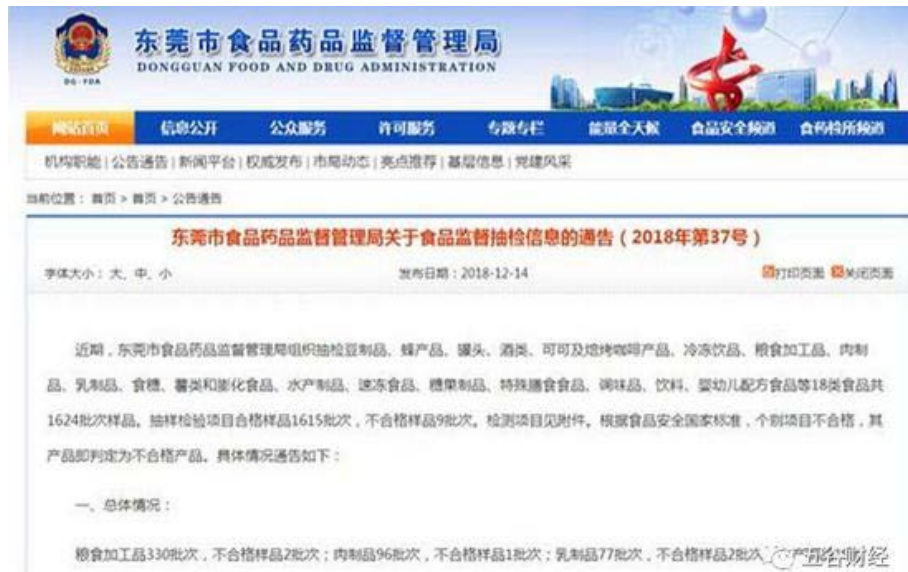 东莞市食品药品监督管理局
DONGGUAN FOOD AND DRUG ADMINISTRATION
DG-FDA
网站首页 信息公开 公众服务 许可服务 专题专栏 能量全天候 食品安全频道 食药检所频道
机构职能 | 公告通告 | 新闻平台 | 权威发布 | 市局动态 | 亮点推荐 | 基层信息 | 党建风采
当前位置：首页 > 首页 > 公告通告
东莞市食品药品监督管理局关于食品监督抽检信息的通告（2018年第37号）
字体大小：大、中、小 发布日期：2018-12-14 打印页面 关闭页面
近期，东莞市食品药品监督管理局组织抽检豆制品、蜂产品、罐头、酒类、可可及焙烤咖啡产品、冷冻饮品、粮食加工品、肉制
品、乳制品、食糖、薯类和膨化食品、水产制品、速冻食品、糖果制品、特殊膳食食品、调味品、饮料、婴幼儿配方食品等18类食品共
1624批次样品。抽样检验项目合格样品1615批次，不合格样品9批次。检测项目见附件。根据食品安全国家标准，个别项目不合格，其
产品即判定为不合格产品。具体情况通告如下：
一、总体情况：
粮食加工品330批次，不合格样品2批次；肉制品96批次，不合格样品1批次；乳制品77批次，不合格样品2批次
五谷财经